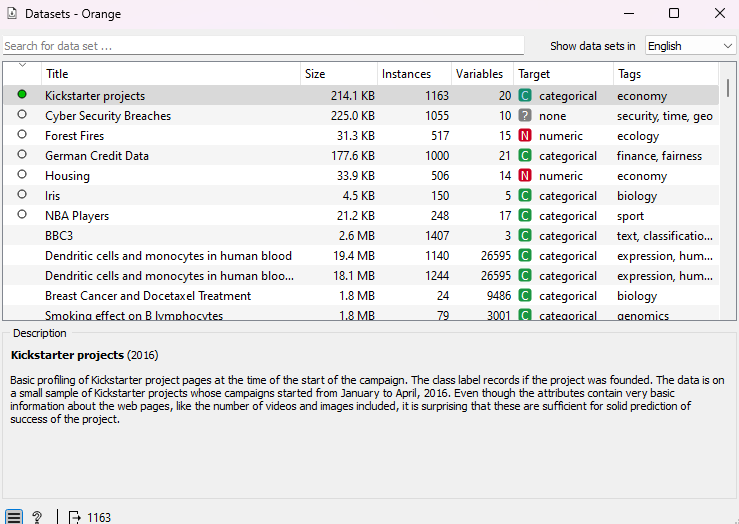 Datasets - Orange
Search for data set ...
Show data sets in English
Title Size Instances Variables Target Tags
Kickstarter projects 214.1 KB 1163 20 C categorical economy
Cyber Security Breaches 225.0 KB 1055 10 ? none security, time, geo
Forest Fires 31.3 KB 517 15 N numeric ecology
German Credit Data 177.6 KB 1000 21 C categorical finance, fairness
Housing 33.9 KB 506 14 N numeric economy
Iris 4.5 KB 150 5 C categorical biology
NBA Players 21.2 KB 248 17 C categorical sport
BBC3 2.6 MB 1407 3 C categorical text, classificatio...
Dendritic cells and monocytes in human blood 19.4 MB 1140 26595 C categorical expression, hum...
Dendritic cells and monocytes in human bloo... 18.1 MB 1244 26595 C categorical expression, hum...
Breast Cancer and Docetaxel Treatment 1.8 MB 24 9486 C categorical biology
Smoking effect on B lymphocytes 1.8 MB 79 3001 C categorical genomics
Description
Kickstarter projects (2016)
Basic profiling of Kickstarter project pages at the time of the start of the campaign. The class label records if the project was founded. The data is on
a small sample of Kickstarter projects whose campaigns started from January to April, 2016. Even though the attributes contain very basic
information about the web pages, like the number of videos and images included, it is surprising that these are sufficient for solid prediction of
success of the project.
? 1163